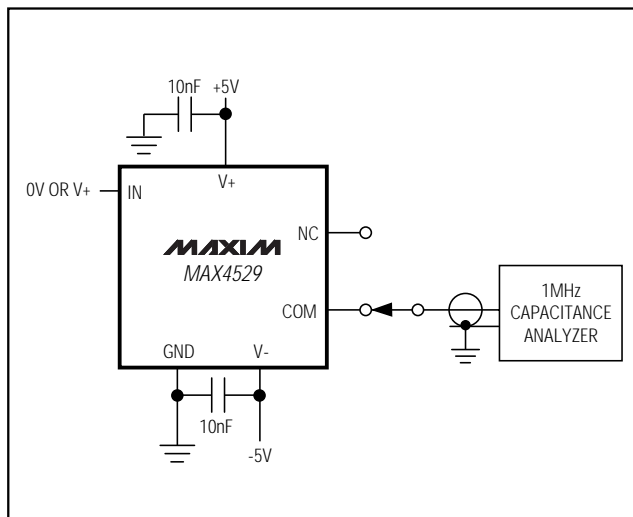 10nF +5V
V+
0V OR V+
IN
NC
MAXIM
MAX4529
COM
1MHz
CAPACITANCE
ANALYZER
GND
V-
10nF
-5V